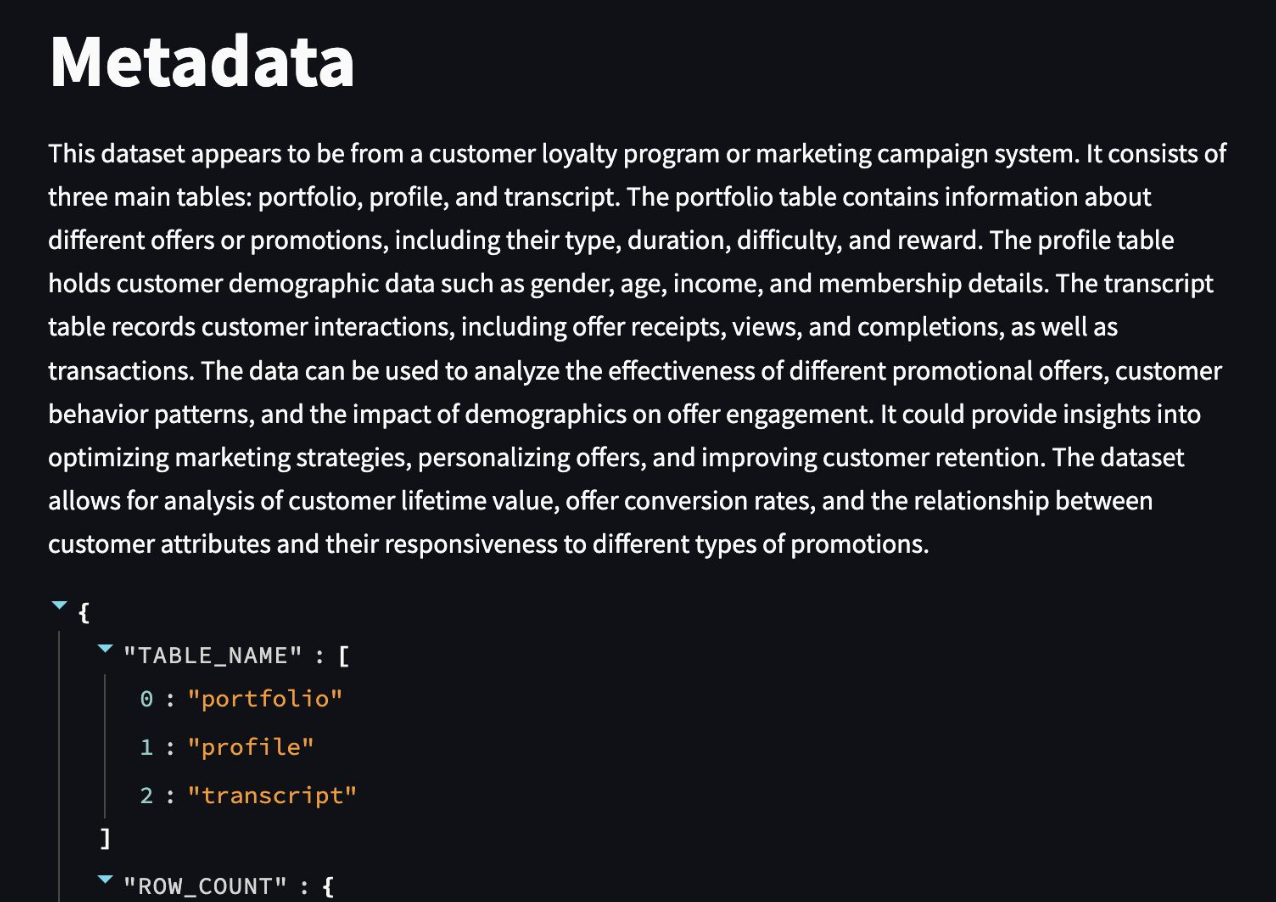 Metadata
This dataset appears to be from a customer loyalty program or marketing campaign system. It consists of
three main tables: portfolio, profile, and transcript. The portfolio table contains information about
different offers or promotions, including their type, duration, difficulty, and reward. The profile table
holds customer demographic data such as gender, age, income, and membership details. The transcript
table records customer interactions, including offer receipts, views, and completions, as well as
transactions. The data can be used to analyze the effectiveness of different promotional offers, customer
behavior patterns, and the impact of demographics on offer engagement. It could provide insights into
optimizing marketing strategies, personalizing offers, and improving customer retention. The dataset
allows for analysis of customer lifetime value, offer conversion rates, and the relationship between
customer attributes and their responsiveness to different types of promotions.
{
"TABLE_NAME" : [
0 : "portfolio"
1 : "profile"
2 : "transcript"
]
"ROW_COUNT" : {